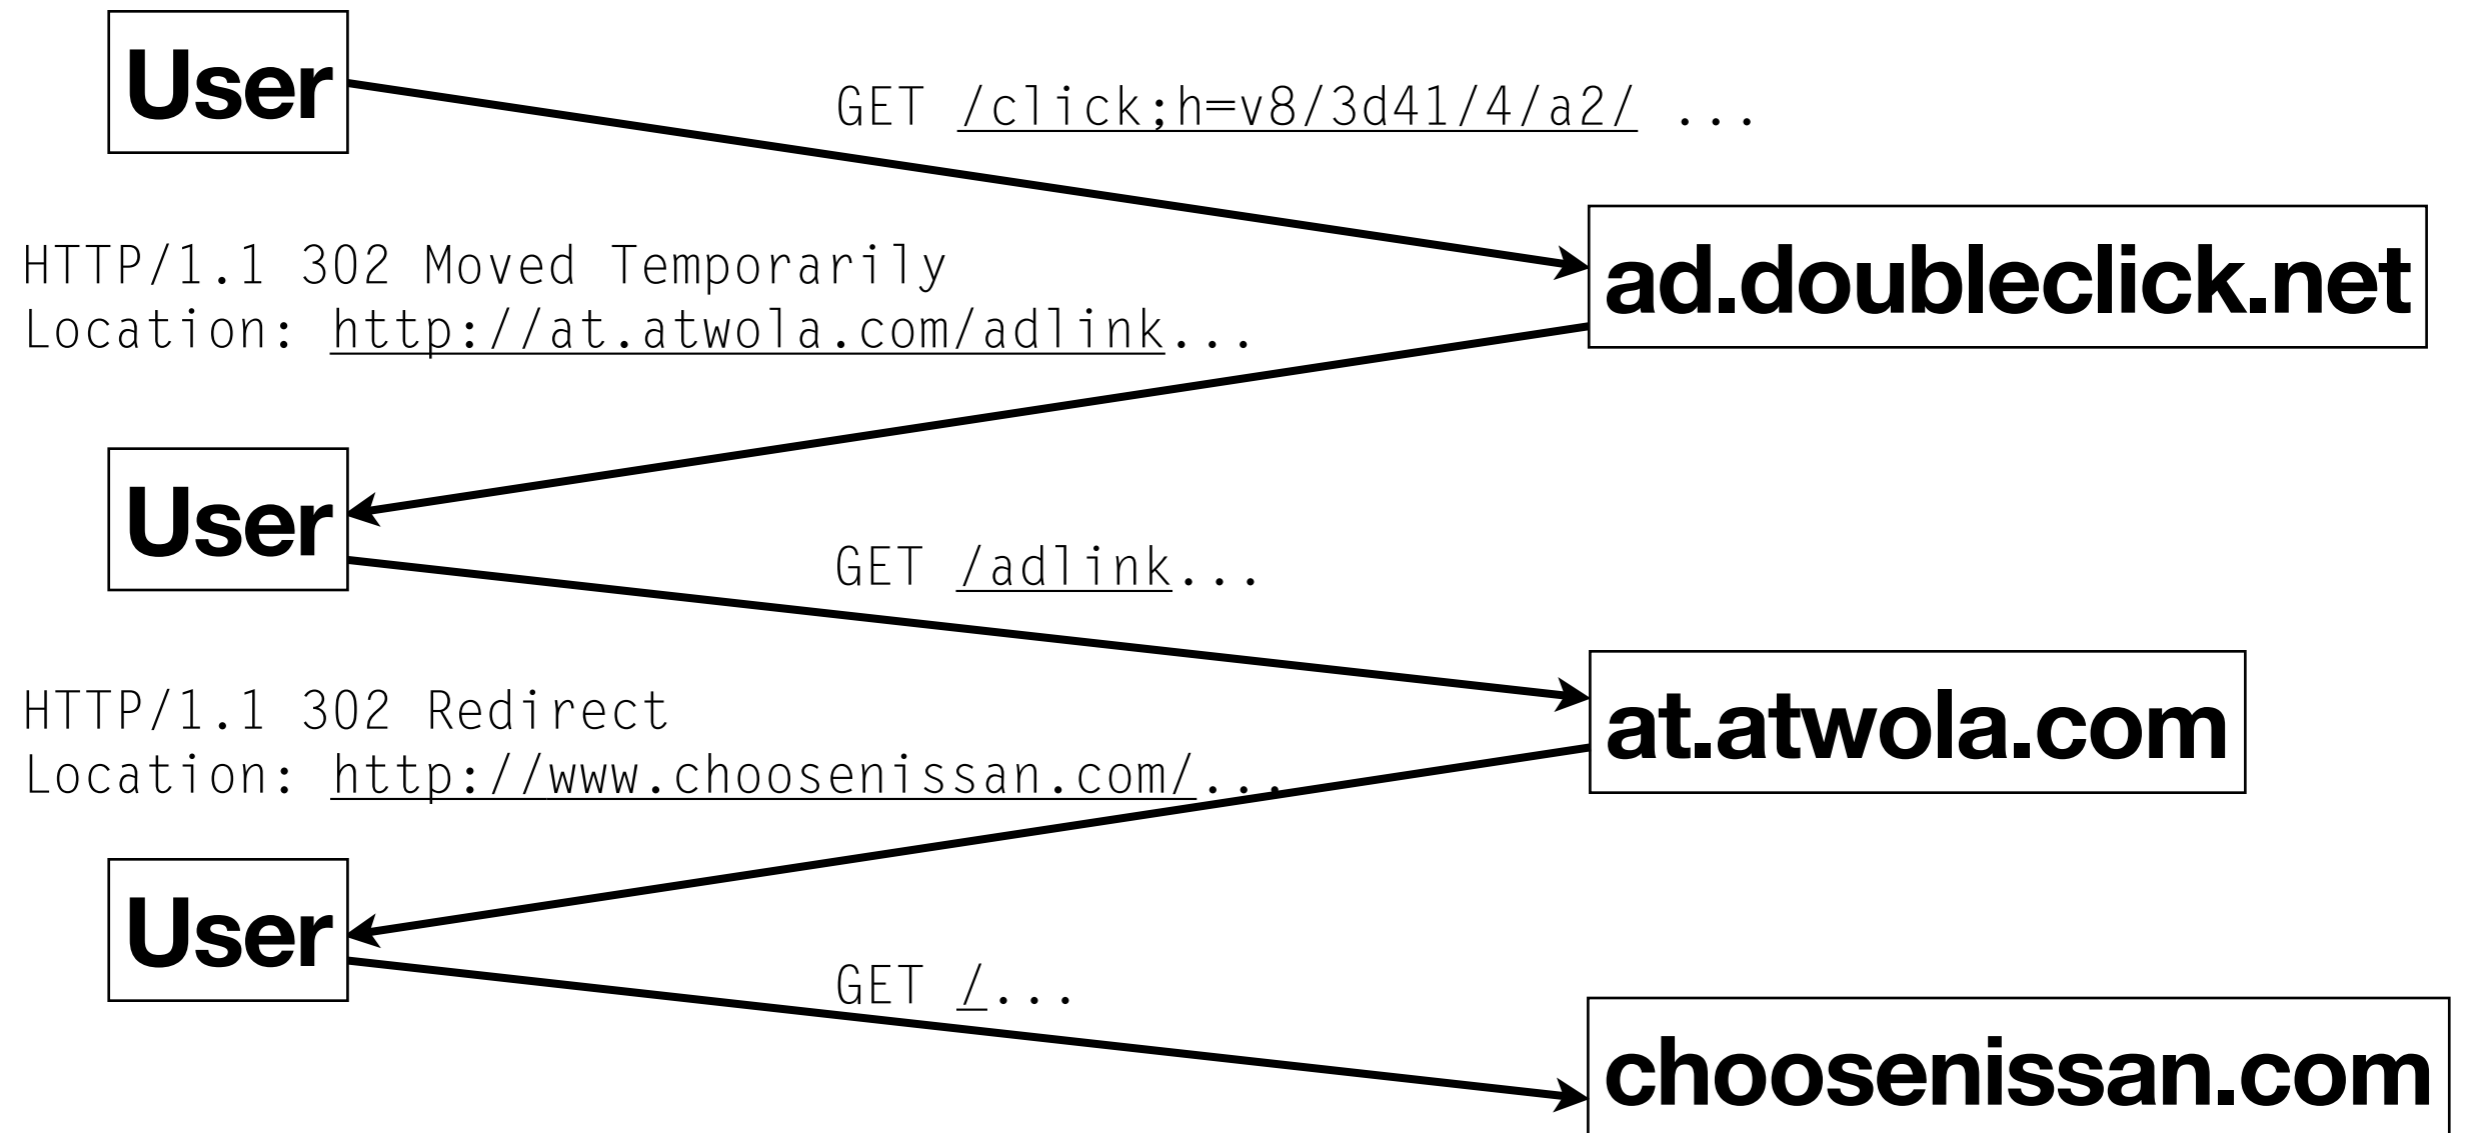 User
GET /click;h=v8/3d41/4/a2/ ...
HTTP/1.1 302 Moved Temporarily
Location: http://at.atwola.com/adlink...
ad.doubleclick.net
User
GET /adlink...
HTTP/1.1 302 Redirect
Location: http://www.choosenissan.com/...
at.atwola.com
User
GET /...
choosenissan.com